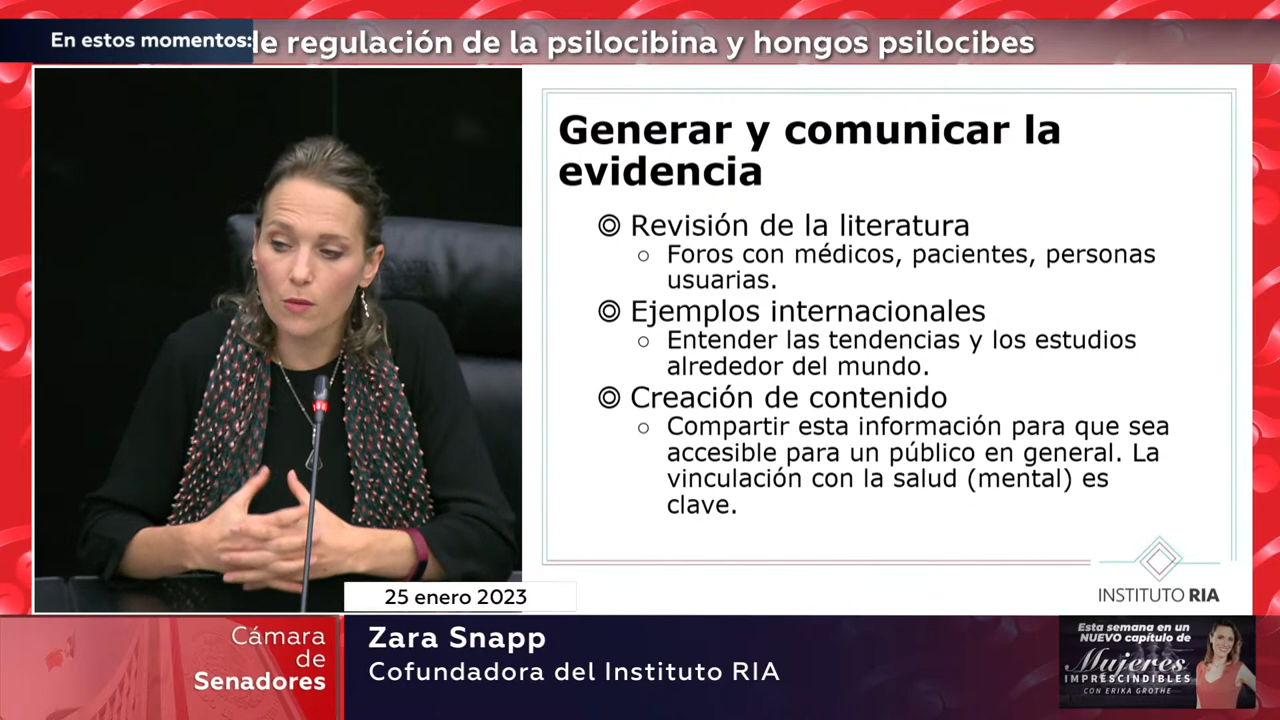 En estos momentos:
le regulación de la psilocibina y hongos psilocibes
Generar y comunicar la
evidencia
Revisión de la literatura
Foros con médicos, pacientes, personas
usuarias.
Ejemplos internacionales
Entender las tendencias y los estudios
alrededor del mundo.
Creación de contenido
Compartir esta información para que sea
accesible para un público en general. La
vinculación con la salud (mental) es
clave.
INSTITUTO RIA
25 enero 2023
Cámara
de
Senadores
Zara Snapp
Cofundadora del Instituto RIA
Esta semana en un
NUEVO capítulo de
Mujeres
IMPRESCINDIBLES
CON ERIKA GROTHE